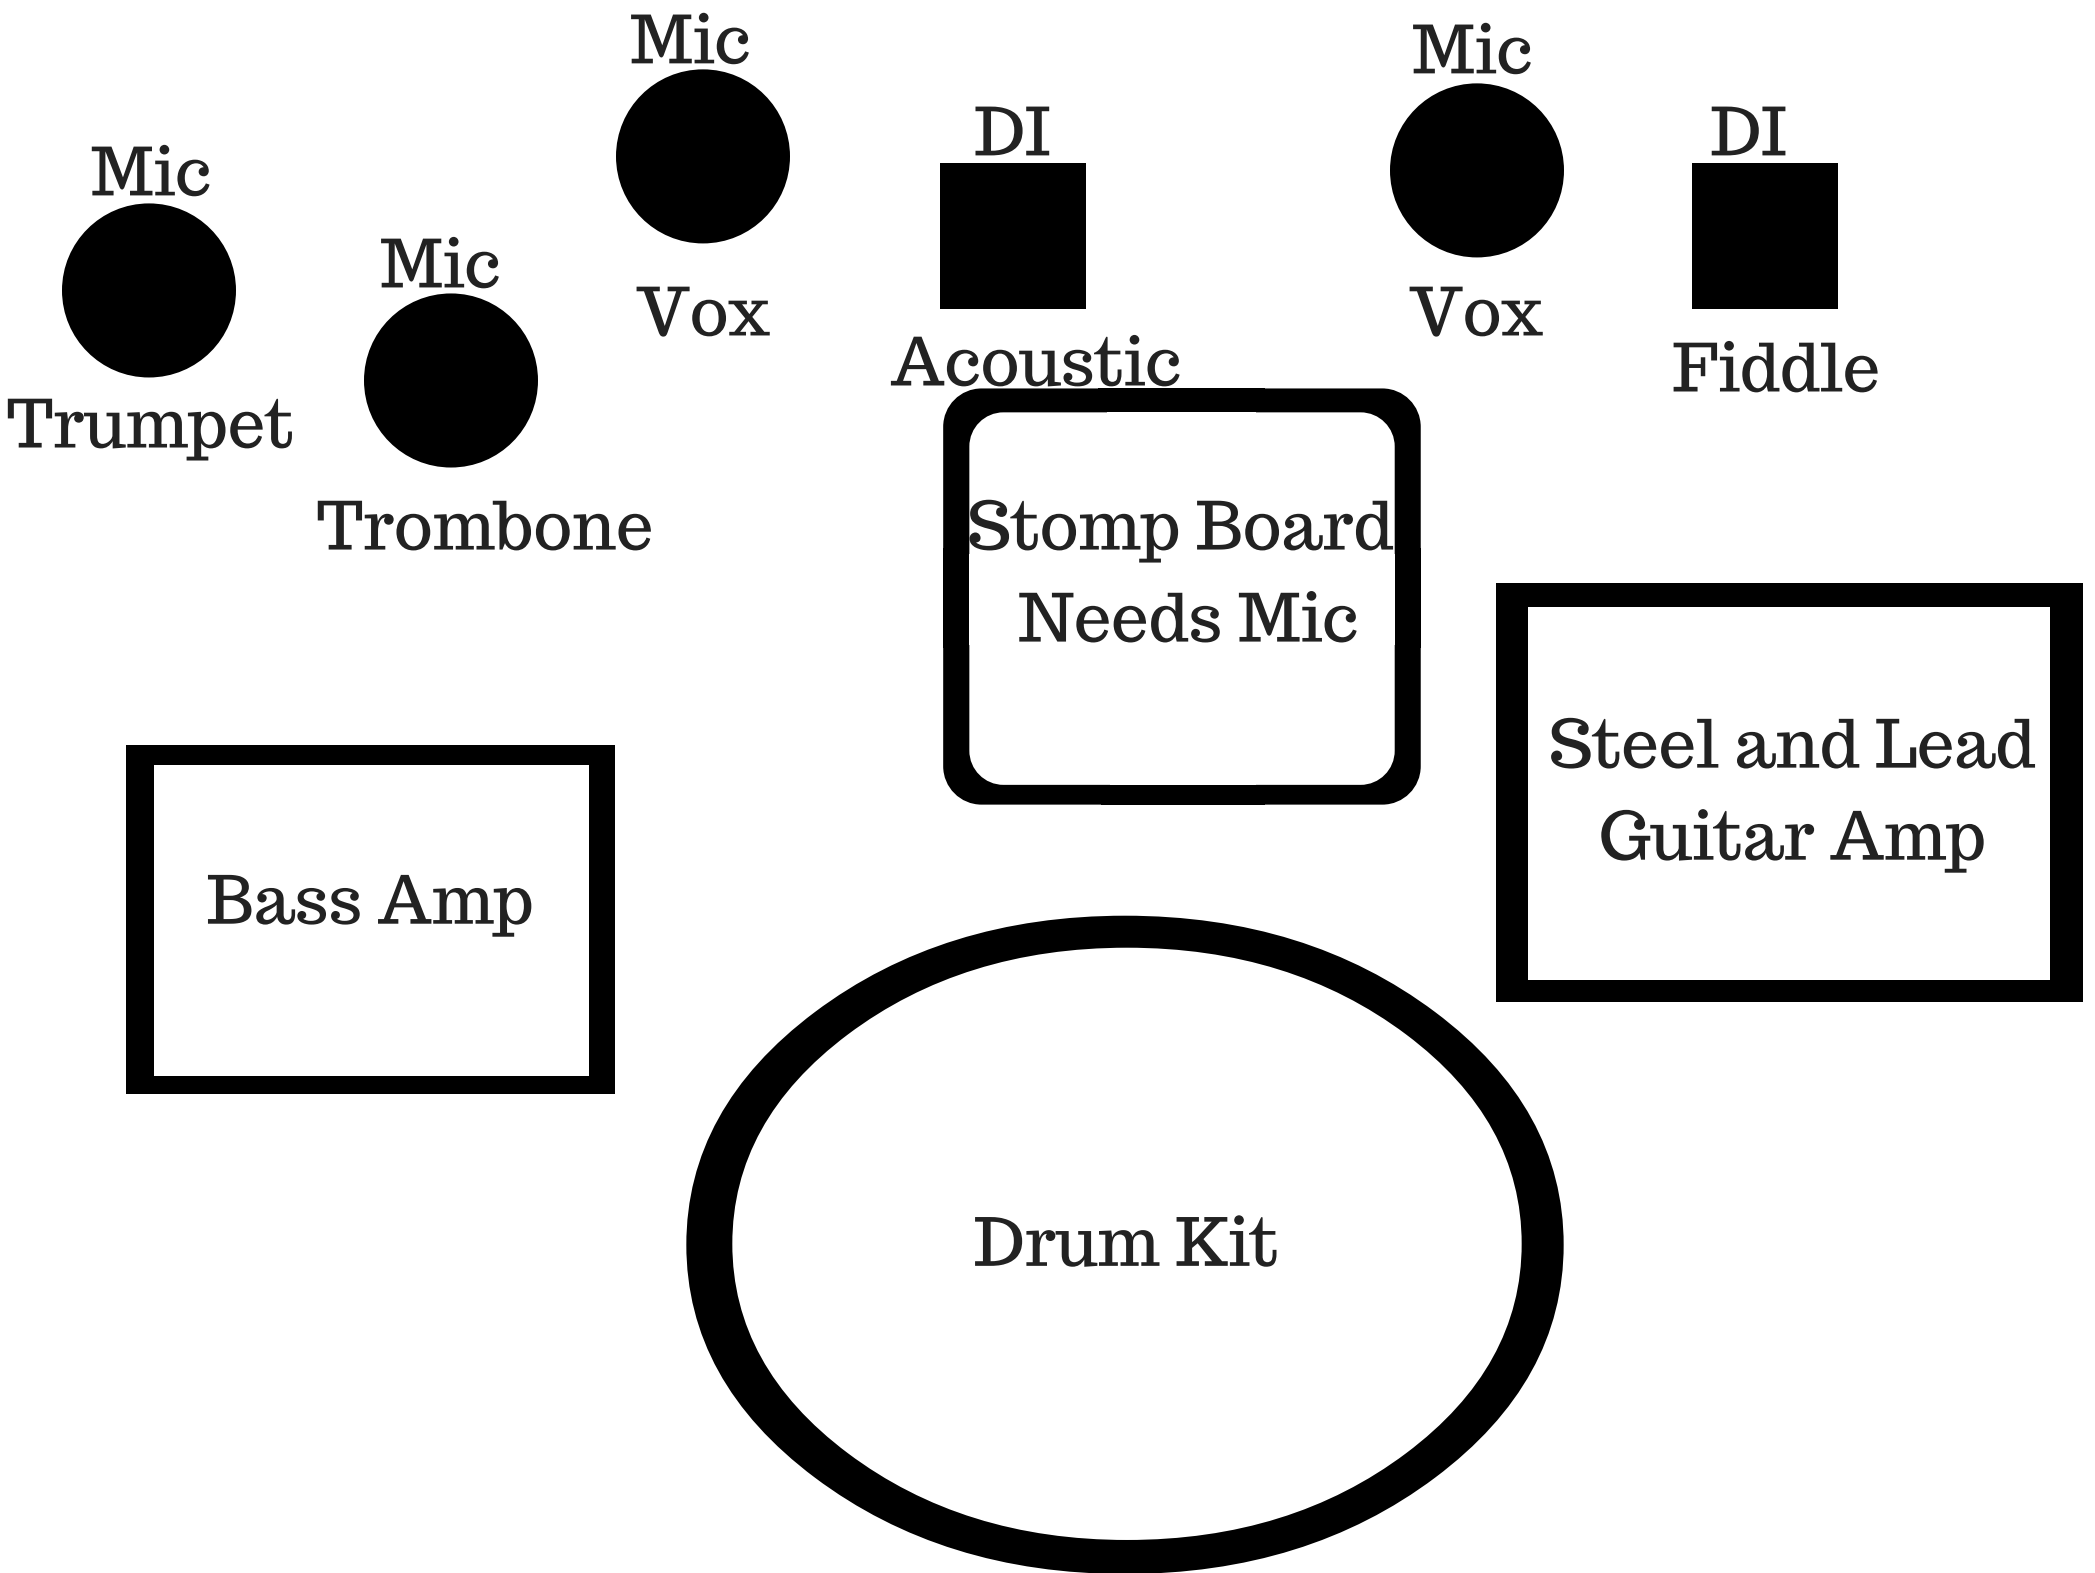 Mic
Mic
DI
DI
Mic
Mic
Vox
Vox
Acoustic
Fiddle
Trumpet
Trombone
Stomp Board
Needs Mic
Steel and Lead
Guitar Amp
Bass Amp
Drum Kit